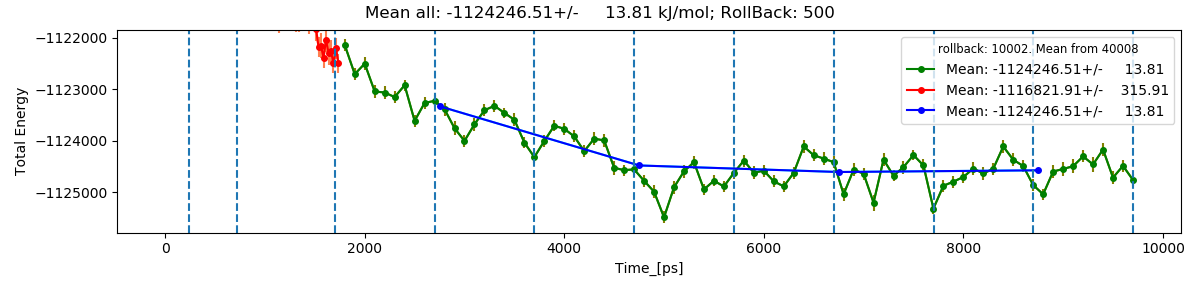 Mean all: -1124246.51+/- 13.81 kJ/mol; RollBack: 500
−1122000
−1123000
−1124000
−1125000
Total Energy
rollback: 10002. Mean from 40008
Mean: -1124246.51+/- 13.81
Mean: -1116821.91+/- 315.91
Mean: -1124246.51+/- 13.81
0 2000 4000 6000 8000 10000
Time_[ps]